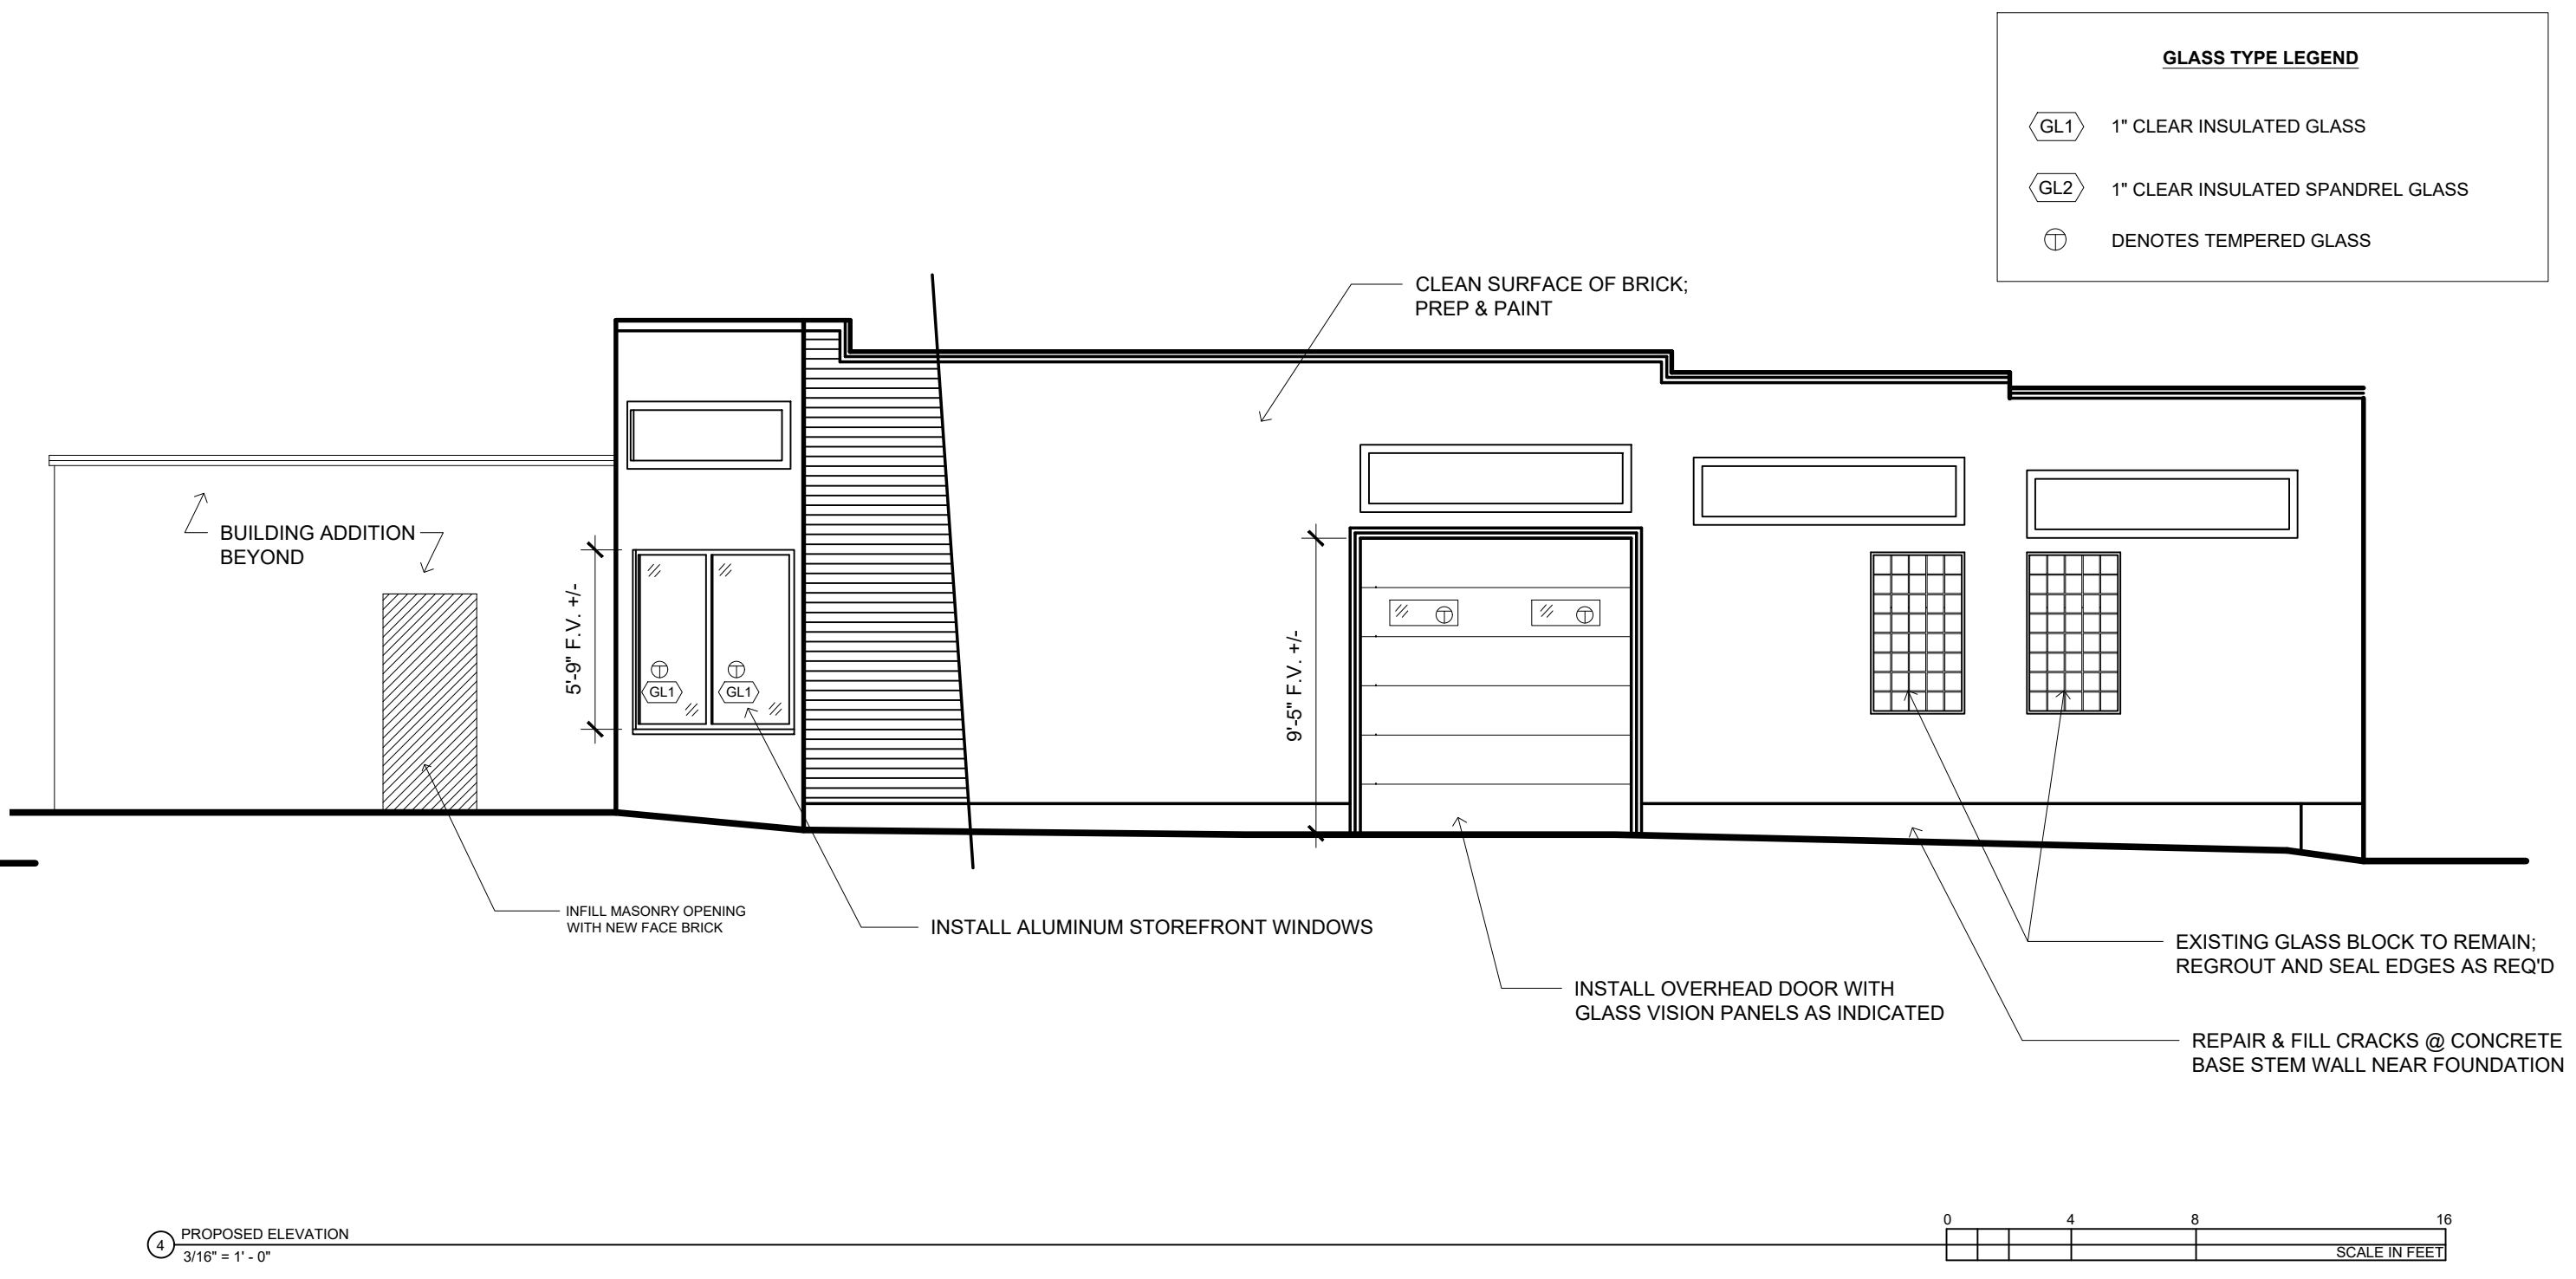 GLASS TYPE LEGEND
GL1 1" CLEAR INSULATED GLASS
GL2 1" CLEAR INSULATED SPANDREL GLASS
T DENOTES TEMPERED GLASS
CLEAN SURFACE OF BRICK;
PREP & PAINT
BUILDING ADDITION
BEYOND
5'-9" F.V. +/-
T T
GL1 GL1
9'-5" F.V. +/-
T T
INFILL MASONRY OPENING
WITH NEW FACE BRICK
INSTALL ALUMINUM STOREFRONT WINDOWS
INSTALL OVERHEAD DOOR WITH
GLASS VISION PANELS AS INDICATED
EXISTING GLASS BLOCK TO REMAIN;
REGROUT AND SEAL EDGES AS REQ'D
REPAIR & FILL CRACKS @ CONCRETE
BASE STEM WALL NEAR FOUNDATION
4 PROPOSED ELEVATION
3/16" = 1' - 0"
0 4 8 16
SCALE IN FEET